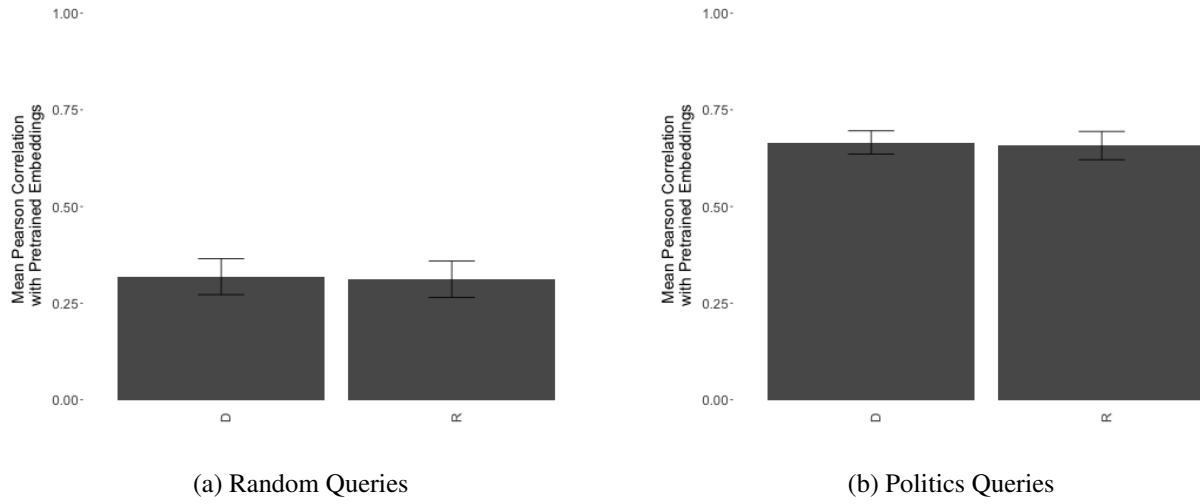 Mean Pearson Correlation
with Pretrained Embeddings
1.00
0.75
0.50
0.25
0.00
D
R
(a) Random Queries
Mean Pearson Correlation
with Pretrained Embeddings
1.00
0.75
0.50
0.25
0.00
D
R
(b) Politics Queries